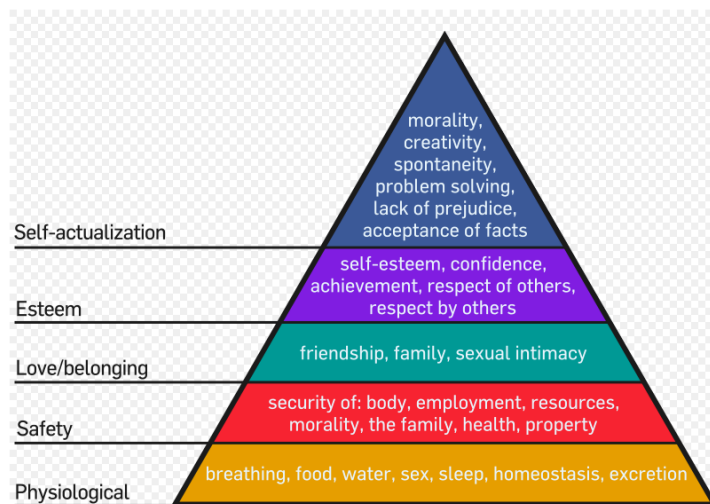 morality,
creativity,
spontaneity,
problem solving,
lack of prejudice,
acceptance of facts
Self-actualization
self-esteem, confidence,
achievement, respect of others,
respect by others
Esteem
friendship, family, sexual intimacy
Love/belonging
security of: body, employment, resources,
morality, the family, health, property
Safety
breathing, food, water, sex, sleep, homeostasis, excretion
Physiological